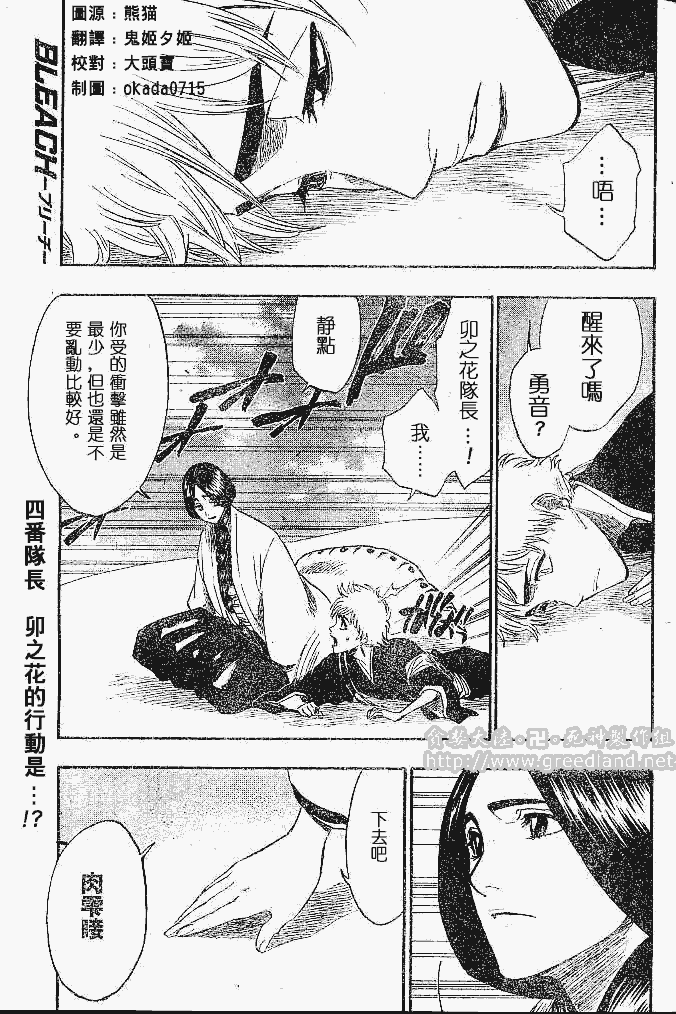 圖源：熊猫
翻譯：鬼姬夕姬
校對：大頭寶
制圖：okada0715
BLEACH—ブリーチ—
…唔…
醒來了嗎
勇音？
卯之花隊長…！
我……
静點
你受的衝擊雖然是
最少，但也還是不
要亂動比較好。
四番隊長 卯之花的行動是…!?
http://www.greedland.net/
下去吧
肉雫唼